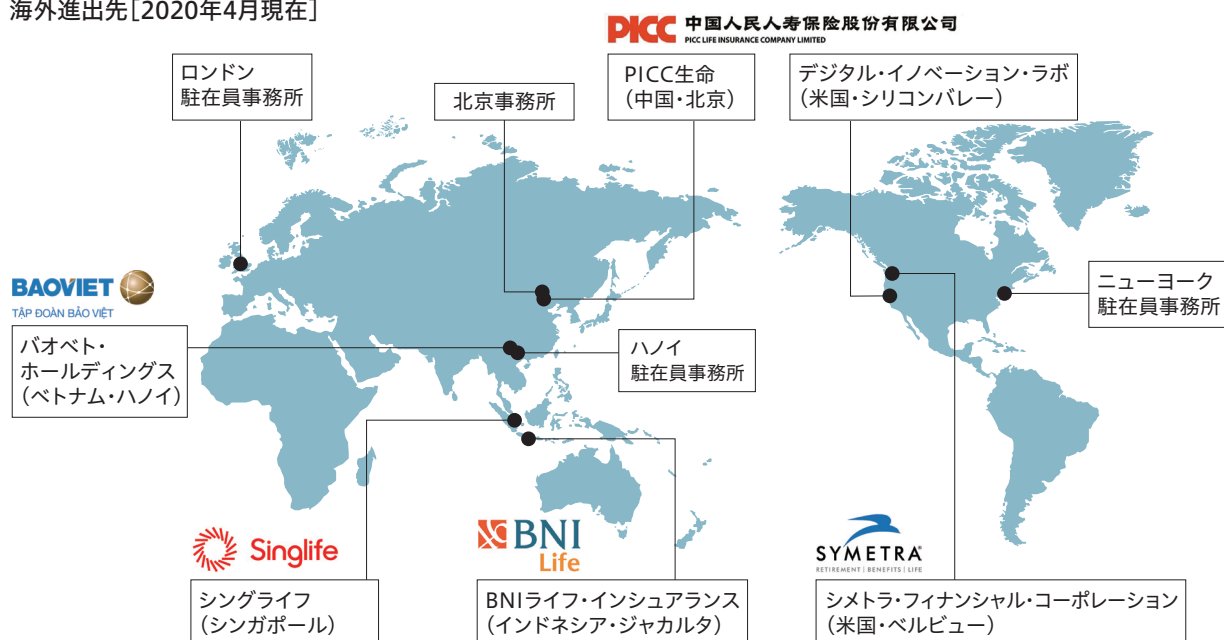 海外進出先[2020年4月現在]
PICC 中国人民人寿保险股份有限公司
PICC LIFE INSURANCE COMPANY LIMITED
ロンドン
駐在員事務所
北京事務所
PICC生命
（中国・北京）
デジタル・イノベーション・ラボ
（米国・シリコンバレー）
BAOVIET
TẬP ĐOÀN BẢO VIỆT
バオベト・
ホールディングス
（ベトナム・ハノイ）
ハノイ
駐在員事務所
ニューヨーク
駐在員事務所
Singlife
シングライフ
（シンガポール）
BNI
Life
BNIライフ・インシュアランス
（インドネシア・ジャカルタ）
SYMETRA®
RETIREMENT | BENEFITS | LIFE
シメトラ・フィナンシャル・コーポレーション
（米国・ベルビュー）